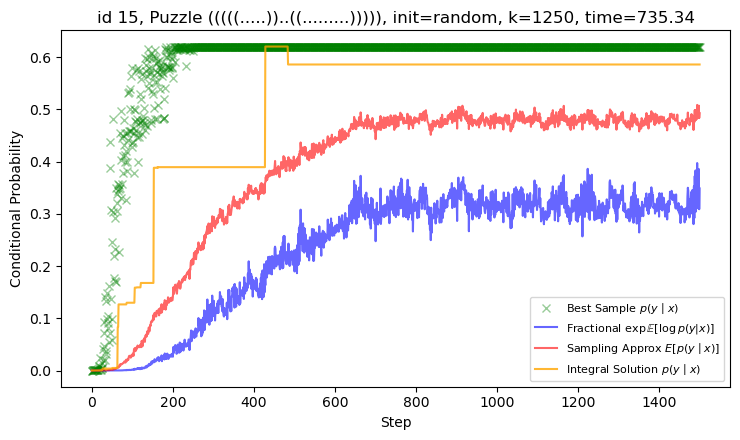 id 15, Puzzle (((((.....))..((.........))))), init=random, k=1250, time=735.34
Conditional Probability
0.6
0.5
0.4
0.3
0.2
0.1
0.0
Best Sample p(y | x)
Fractional exp 𝔼[log p(y|x)]
Sampling Approx E[p(y | x)]
Integral Solution p(y | x)
0 200 400 600 800 1000 1200 1400
Step